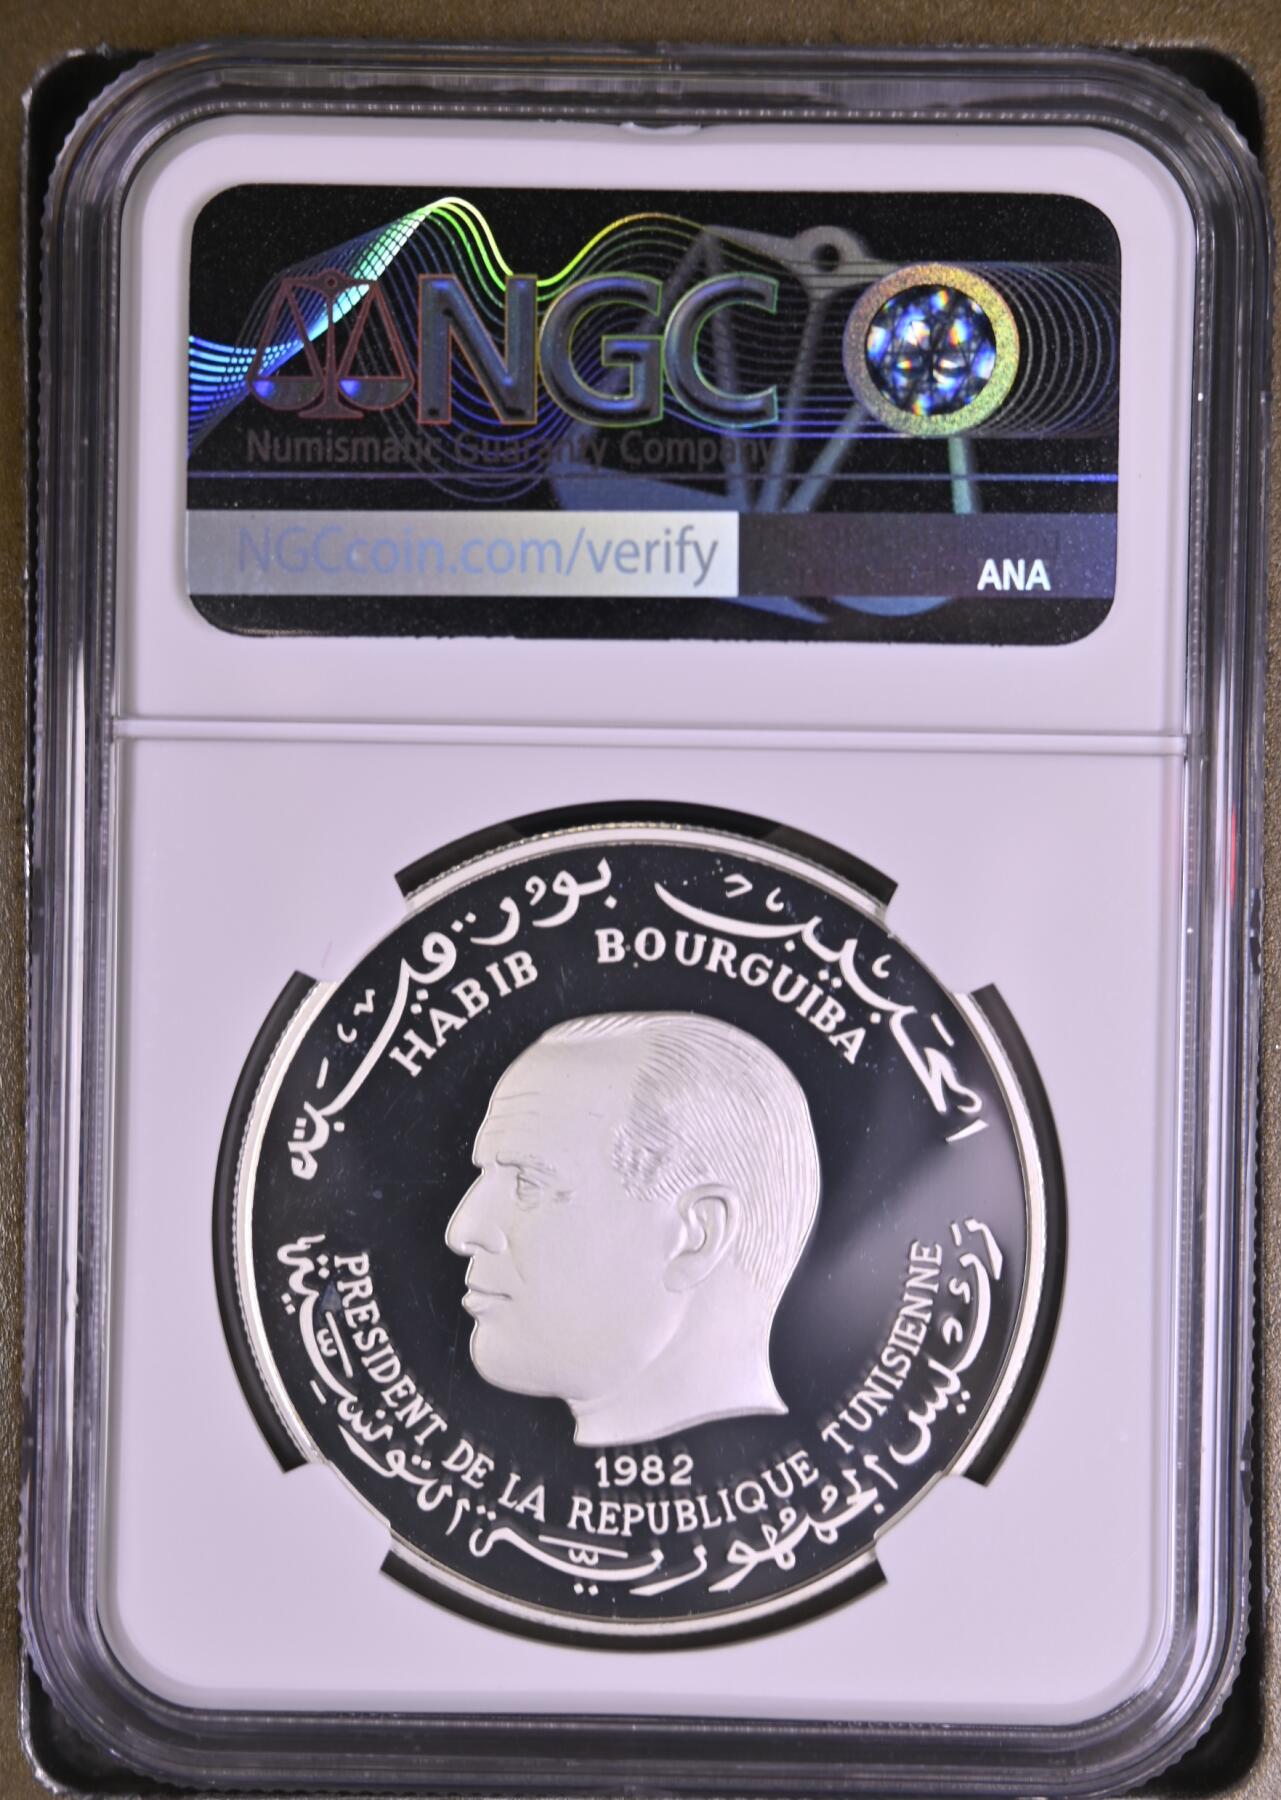 NGC
Numismatic Guaranty Company
NGCcoin.com/verify
ANA
الحبيب بورقيبة
HABIB BOURGUIBA
1982
PRESIDENT DE LA REPUBLIQUE TUNISIENNE
رئيس الجمهورية التونسية